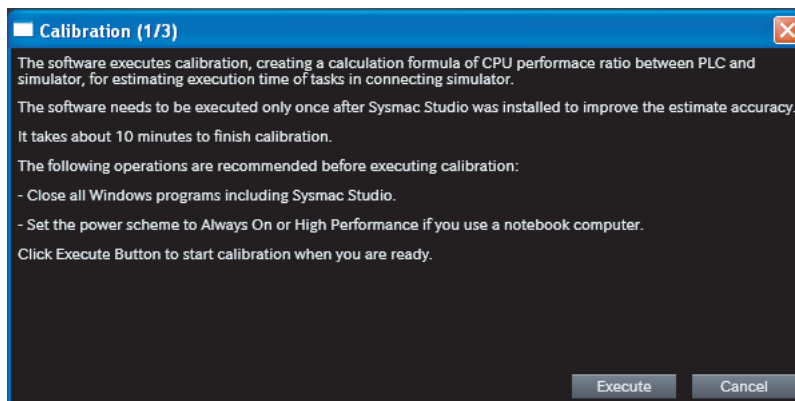 Calibration (1/3)
The software executes calibration, creating a calculation formula of CPU performace ratio between PLC and
simulator, for estimating execution time of tasks in connecting simulator.
The software needs to be executed only once after Sysmac Studio was installed to improve the estimate accuracy.
It takes about 10 minutes to finish calibration.
The following operations are recommended before executing calibration:
- Close all Windows programs including Sysmac Studio.
- Set the power scheme to Always On or High Performance if you use a notebook computer.
Click Execute Button to start calibration when you are ready.
Execute Cancel